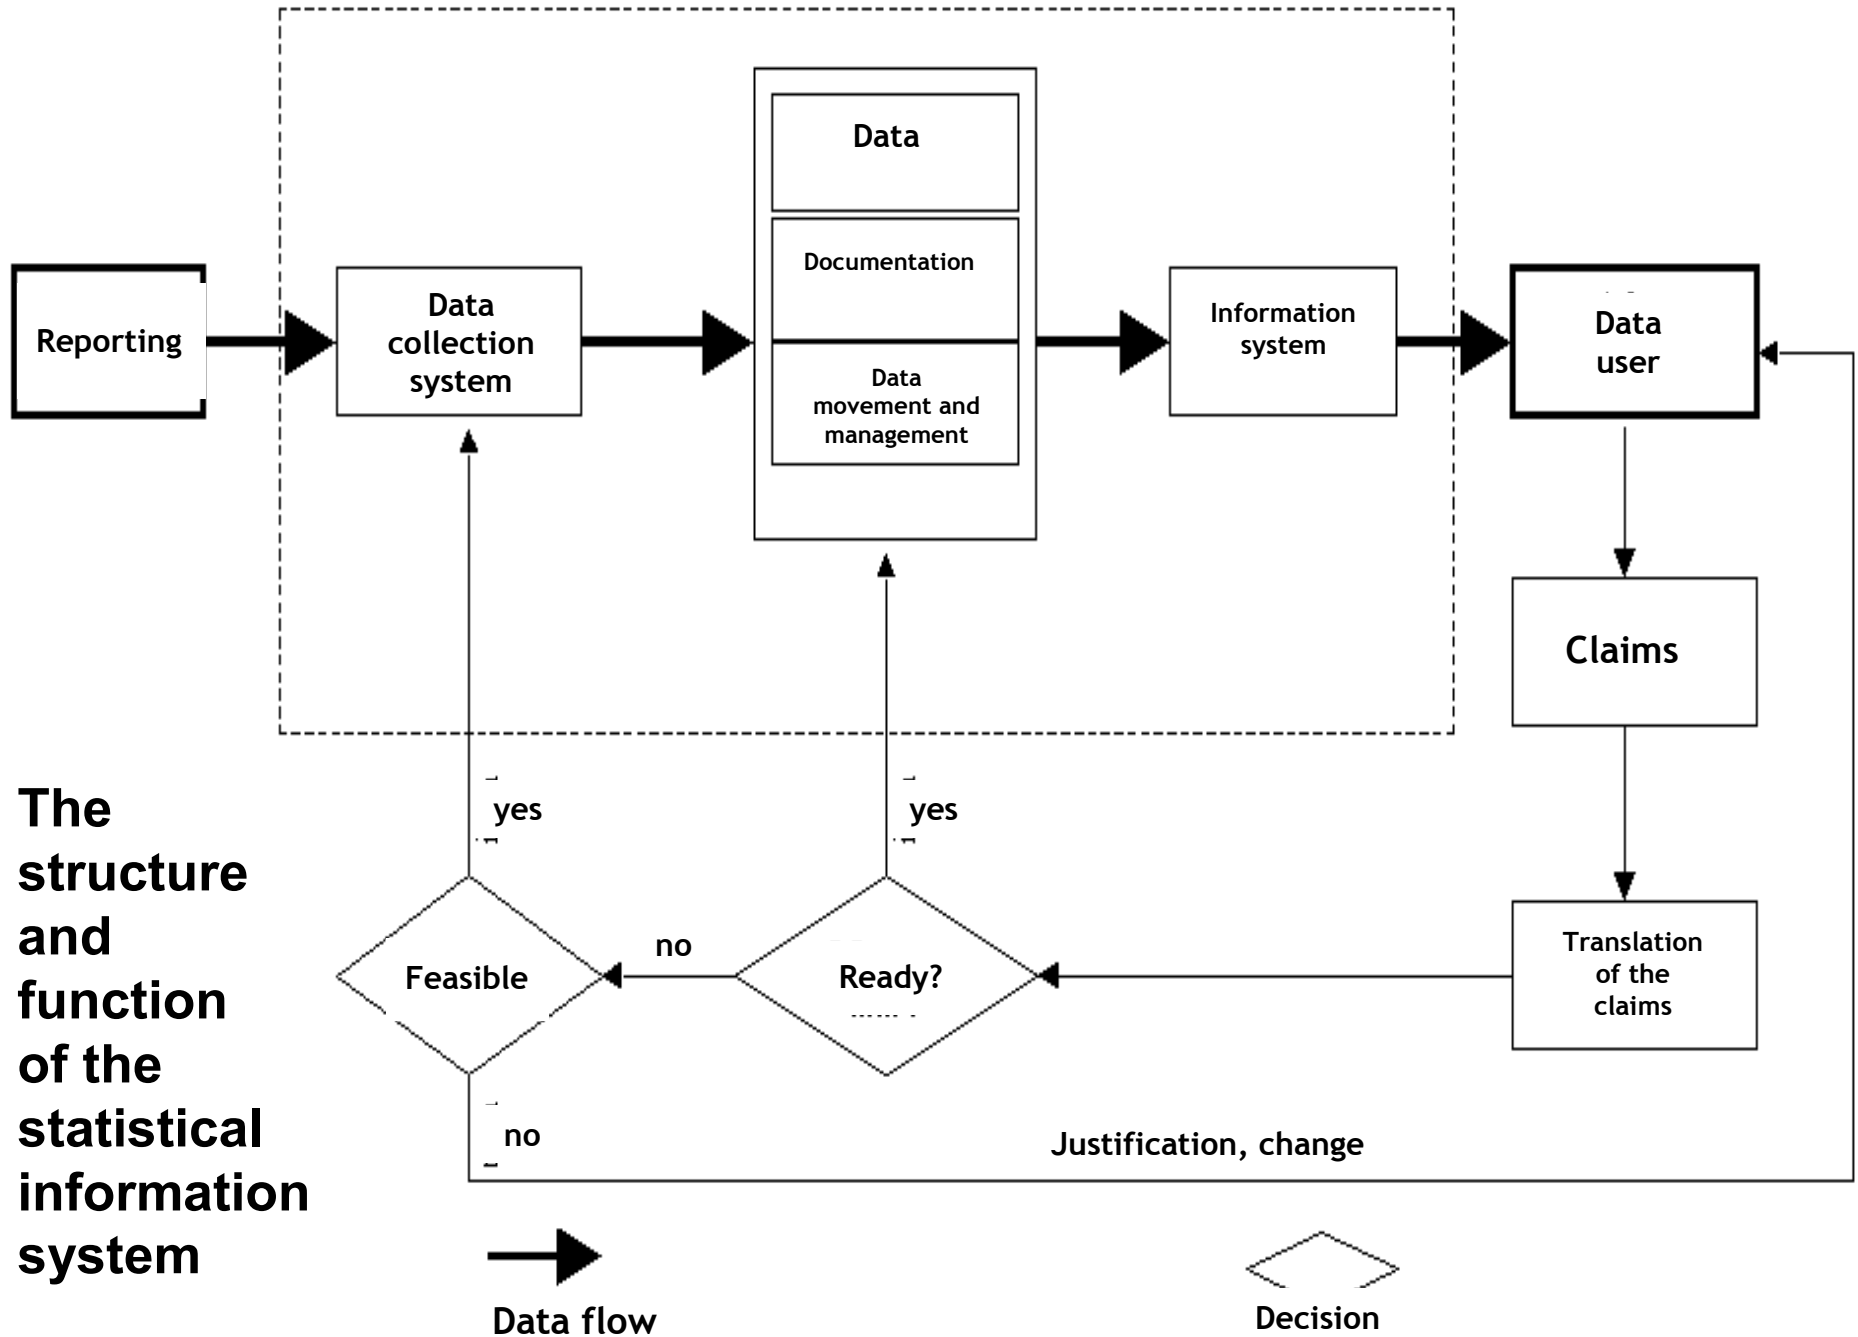 Data
Documentation
Data
movement and
management
Reporting
Data
collection
system
Information
system
Data
user
Claims
Translation
of the
claims
yes
yes
no
Feasible
Ready?
no
Justification, change
The
structure
and
function
of the
statistical
information
system
Data flow
Decision